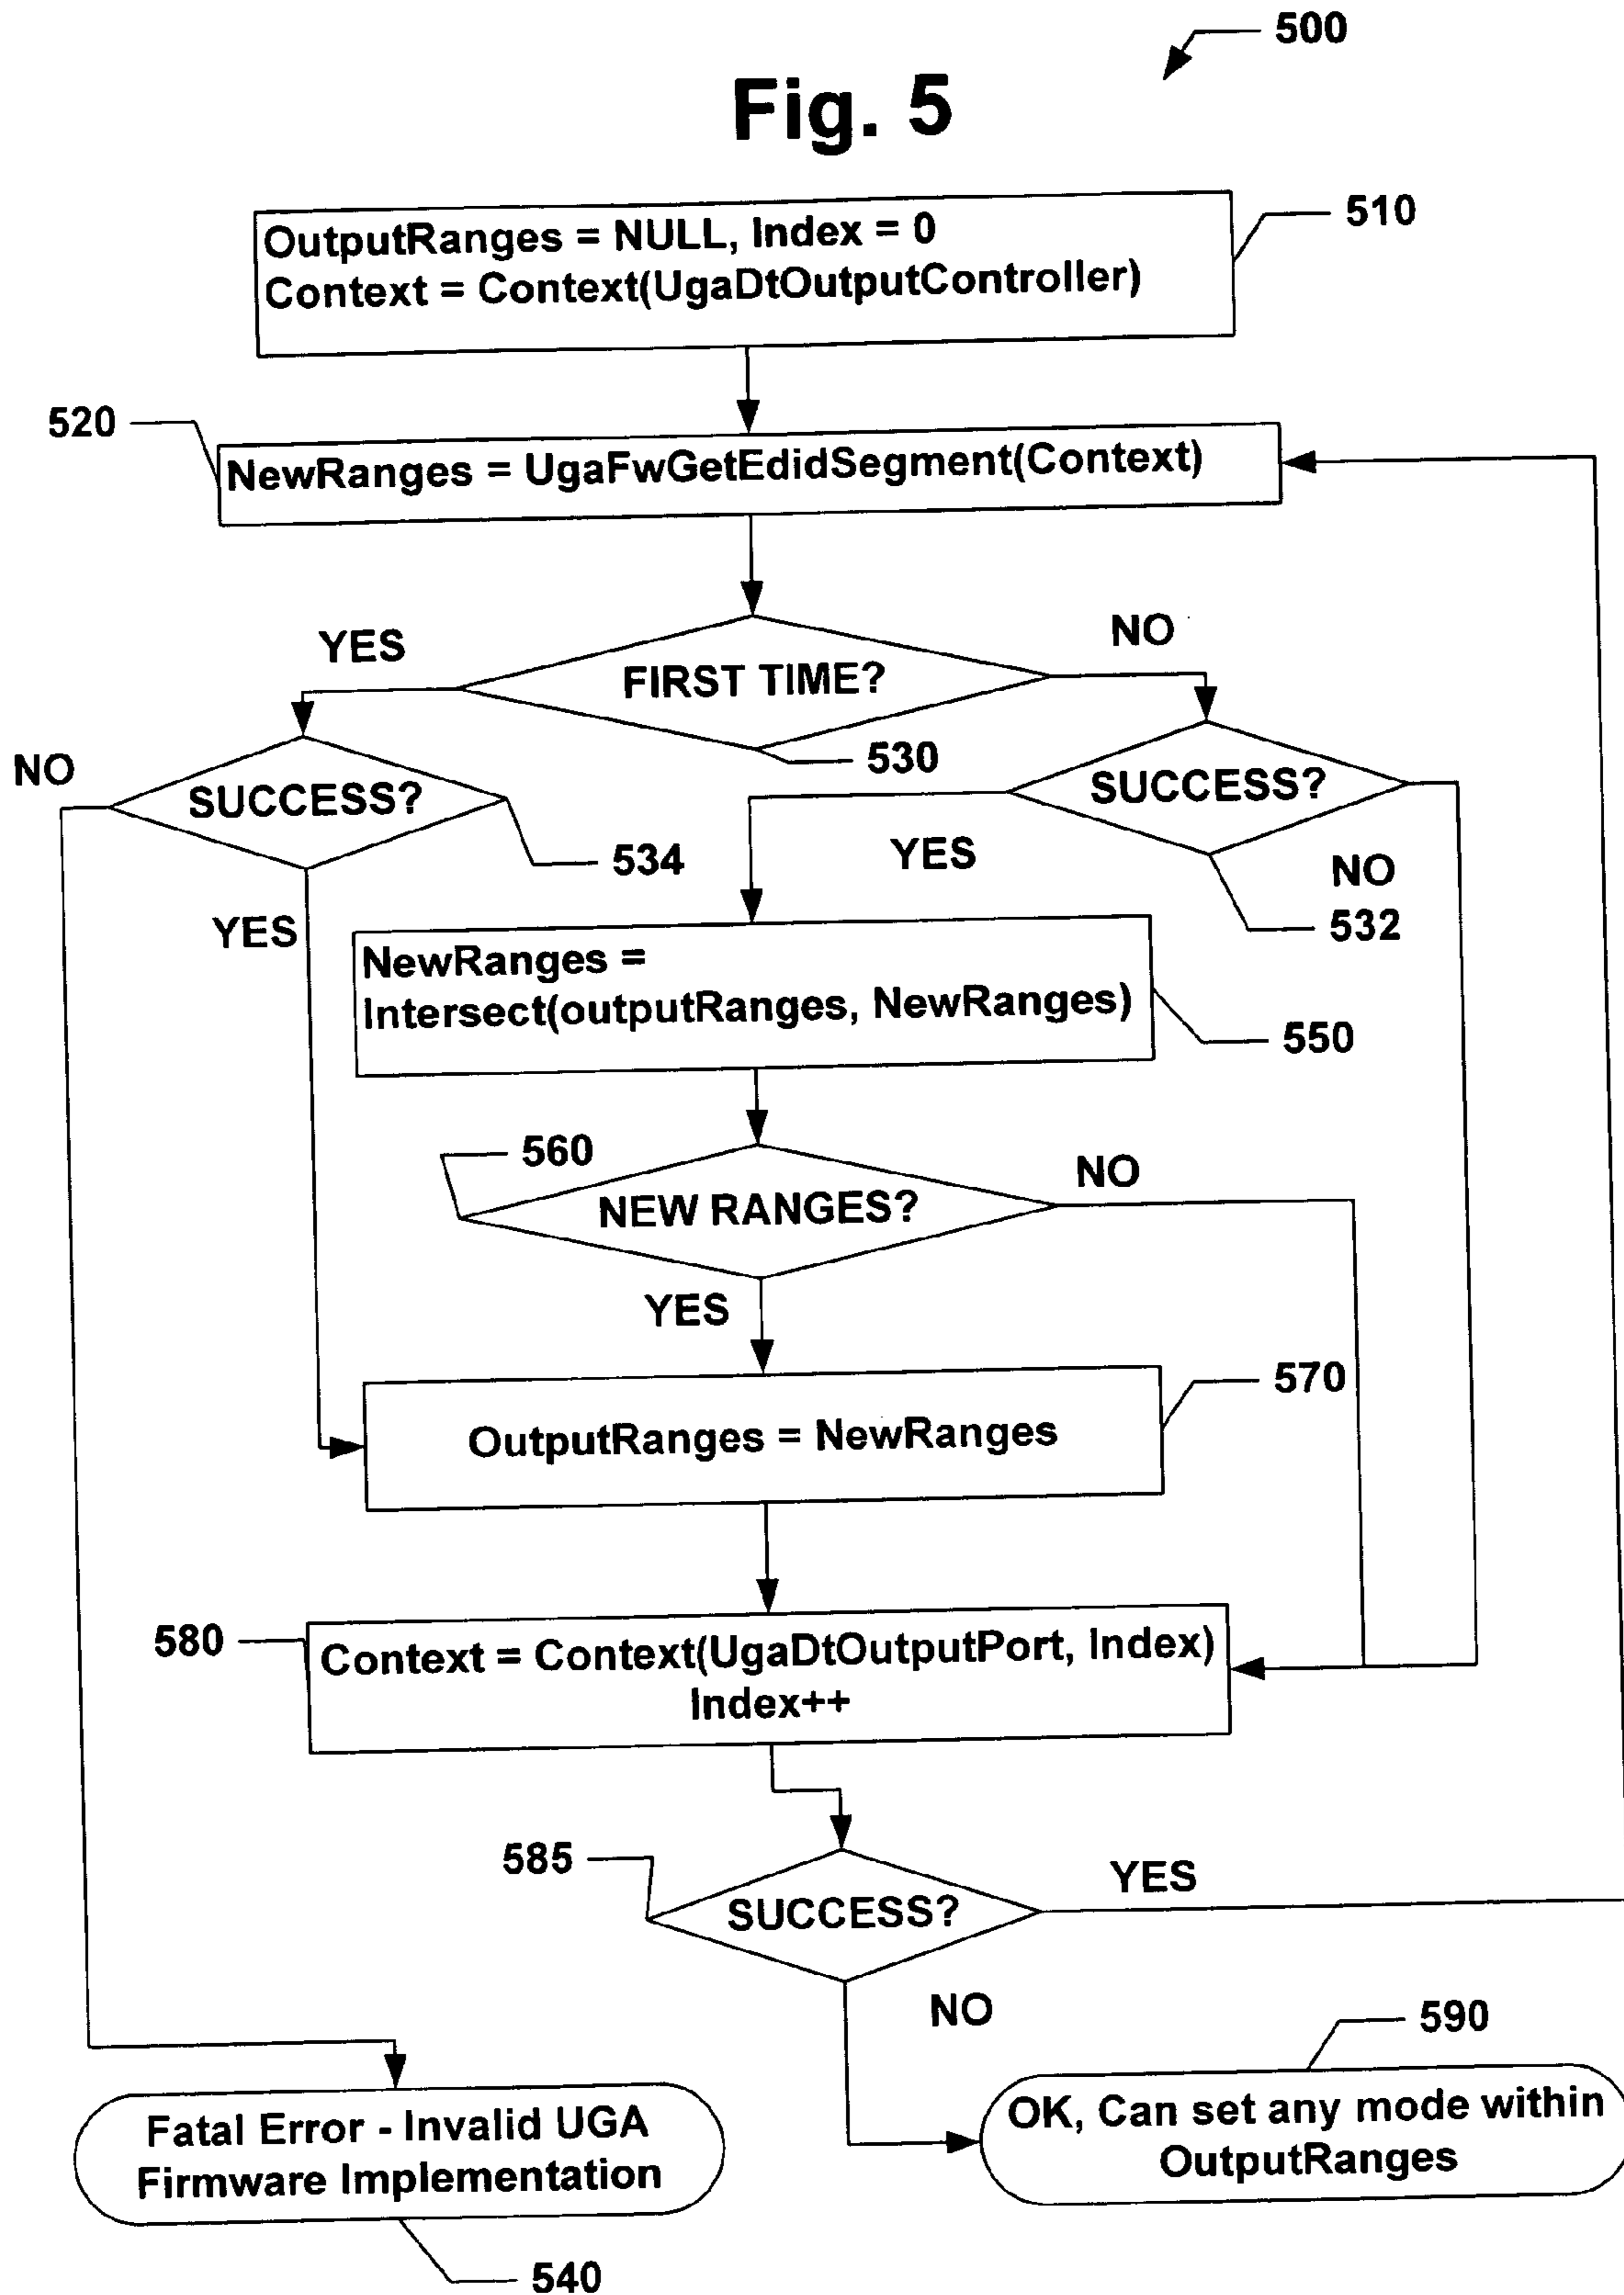 500
Fig. 5
OutputRanges = NULL, Index = 0
Context = Context(UgaDtOutputController)
510
520
NewRanges = UgaFwGetEdidSegment(Context)
YES
NO
FIRST TIME?
530
NO
SUCCESS?
534
SUCCESS?
YES
NO
532
YES
NewRanges =
Intersect(outputRanges, NewRanges)
550
560
NO
NEW RANGES?
YES
570
OutputRanges = NewRanges
580
Context = Context(UgaDtOutputPort, Index)
Index++
585
YES
SUCCESS?
NO
590
Fatal Error - Invalid UGA
Firmware Implementation
OK, Can set any mode within
OutputRanges
540